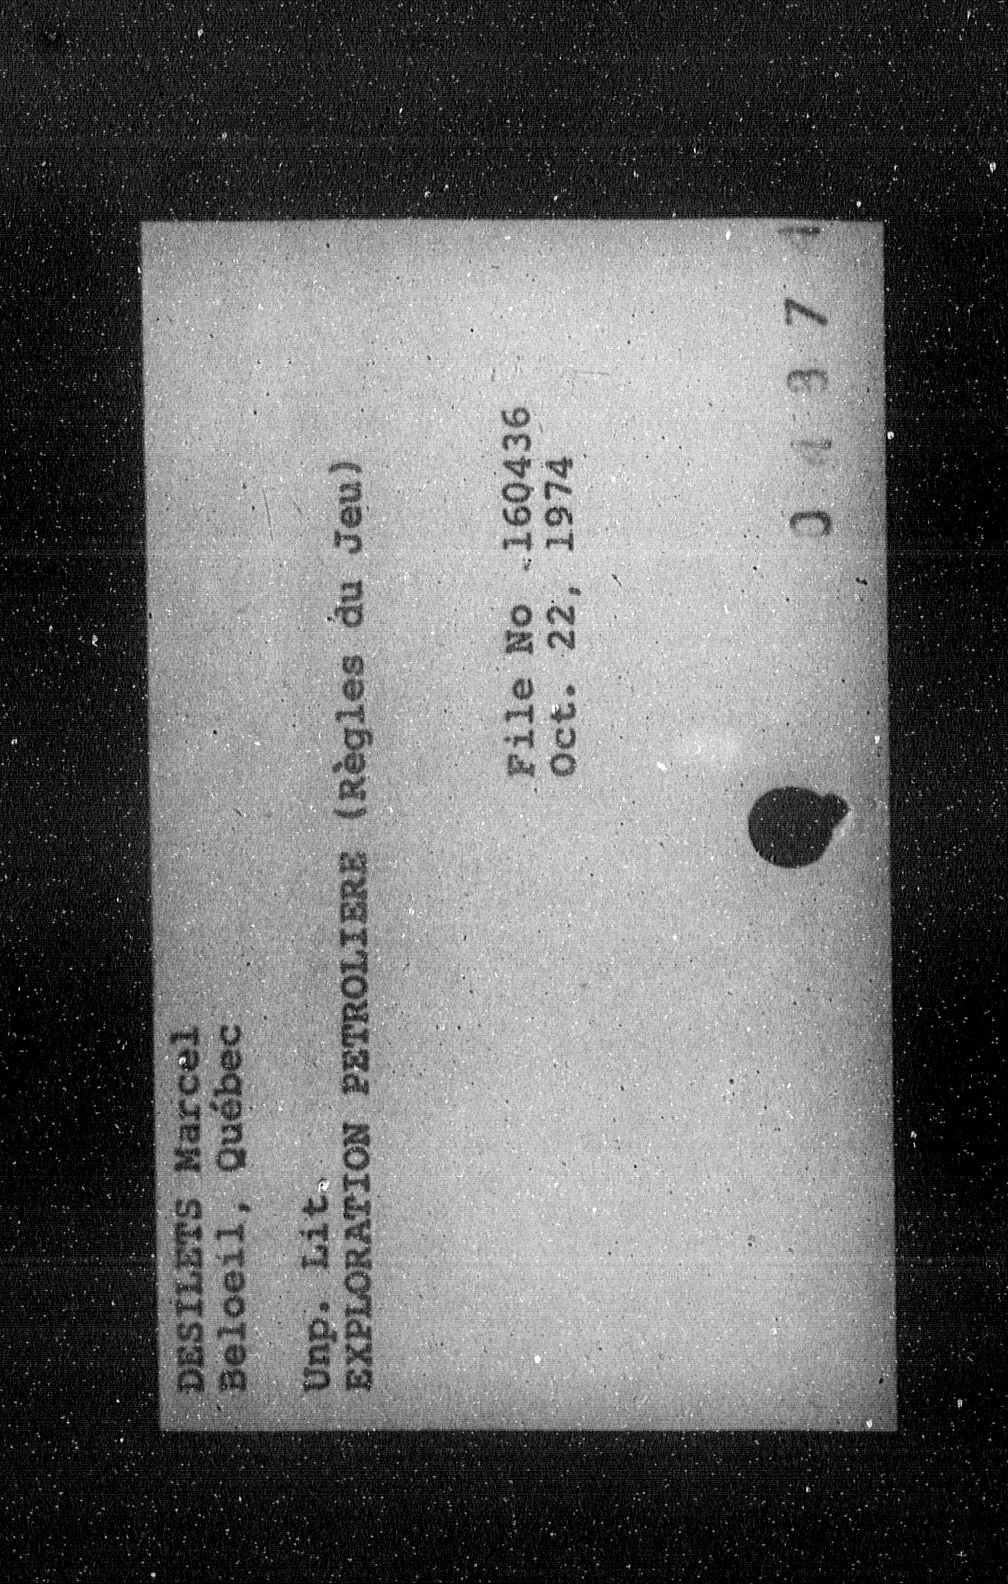 DESILETS Marcel
Beloeil, Québec
Unp. Lit.
EXPLORATION PETROLIERE (Règles du Jeu)
File No 160436
Oct. 22, 1974